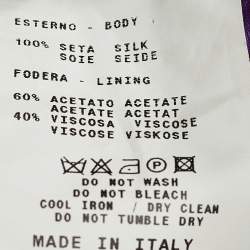 ESTERNO - BODY
100% SETA SILK
SOIE SEIDE
FODERA - LINING
60% ACETATO ACETATE
ACETATE ACETAT
40% VISCOSA VISCOSE
VISCOSE VISKOSE
P
DO NOT WASH
DO NOT BLEACH
COOL IRON / DRY CLEAN
DO NOT TUMBLE DRY
MADE IN ITALY